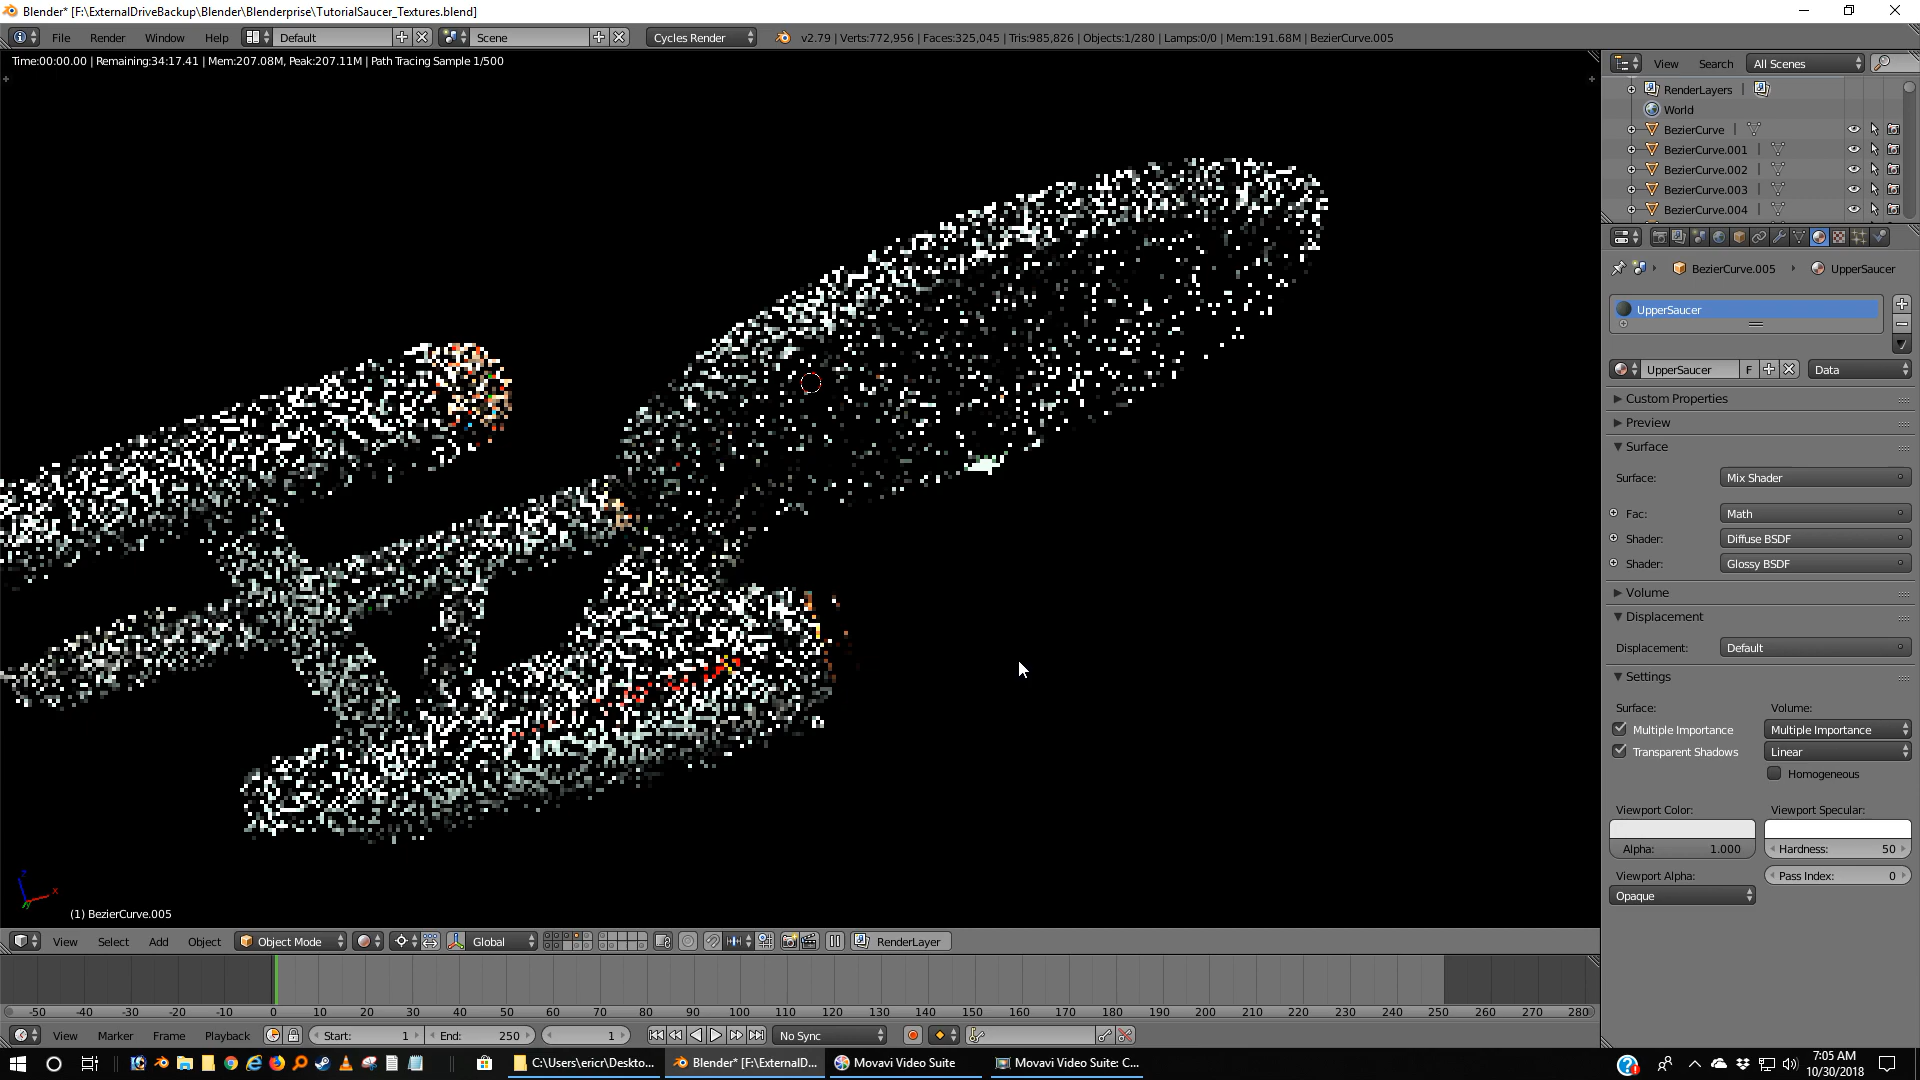 Blender* [F:\ExternalDriveBackup\Blender\Blenderprise\TutorialSaucer_Textures.blend]
File Render Window Help Default Scene Cycles Render v2.79 | Verts:772,956 | Faces:325,045 | Tris:985,826 | Objects:1/280 | Lamps:0/0 | Mem:191.68M | BezierCurve.005
Time:00:00.00 | Remaining:34:17.41 | Mem:207.08M, Peak:207.11M | Path Tracing Sample 1/500
View Search All Scenes
RenderLayers
World
BezierCurve
BezierCurve.001
BezierCurve.002
BezierCurve.003
BezierCurve.004
BezierCurve.005 UpperSaucer
UpperSaucer
UpperSaucer F Data
Custom Properties
Preview
Surface
Surface: Mix Shader
Fac: Math
Shader: Diffuse BSDF
Shader: Glossy BSDF
Volume
Displacement
Displacement: Default
Settings
Surface: Volume:
Multiple Importance Multiple Importance
Transparent Shadows Linear
Homogeneous
Viewport Color: Viewport Specular:
Alpha: 1.000 Hardness: 50
Viewport Alpha: Pass Index: 0
Opaque
z x y
(1) BezierCurve.005
View Select Add Object Object Mode Global RenderLayer
-50 -40 -30 -20 -10 0 10 20 30 40 50 60 70 80 90 100 110 120 130 140 150 160 170 180 190 200 210 220 230 240 250 260 270 280
View Marker Frame Playback Start: 1 End: 250 1 No Sync
C:\Users\ericr\Deskto... Blender* [F:\ExternalD... Movavi Video Suite Movavi Video Suite: C...
7:05 AM
10/30/2018